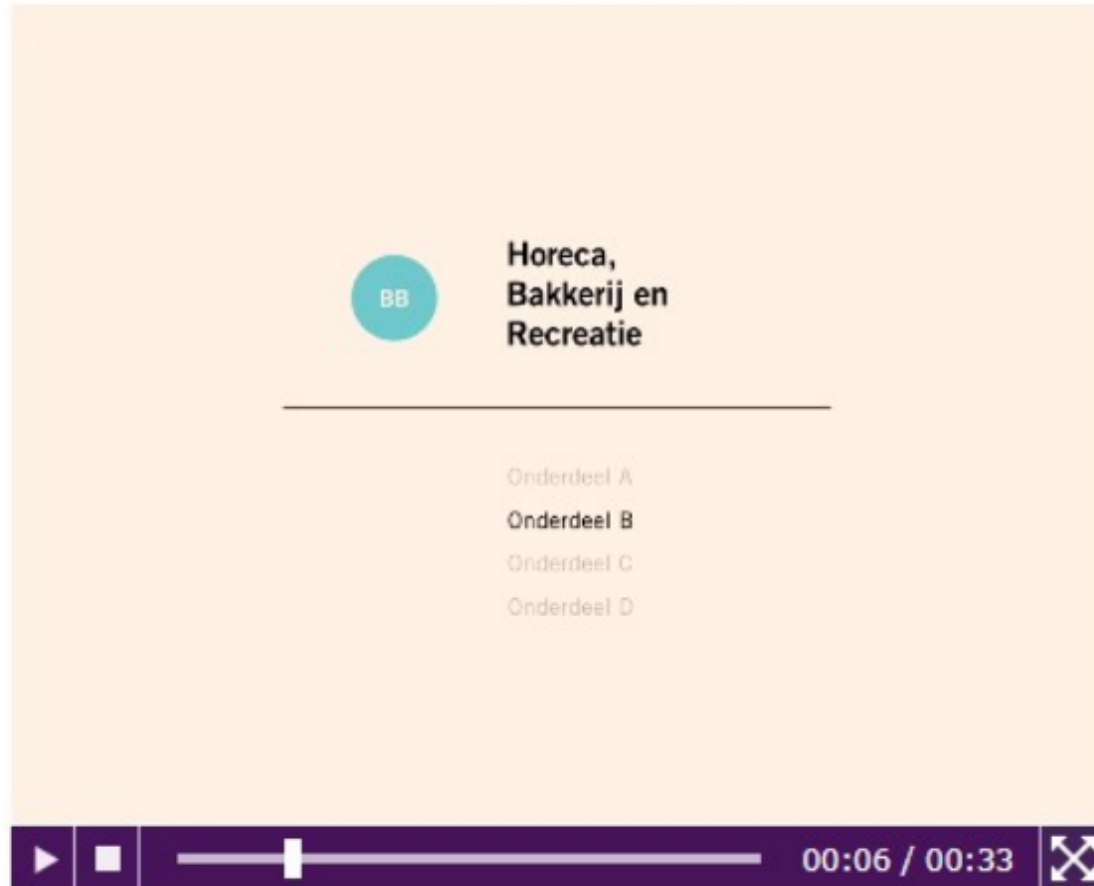 BB
Horeca,
Bakkerij en
Recreatie
Onderdeel A
Onderdeel B
Onderdeel C
Onderdeel D
00:06 / 00:33